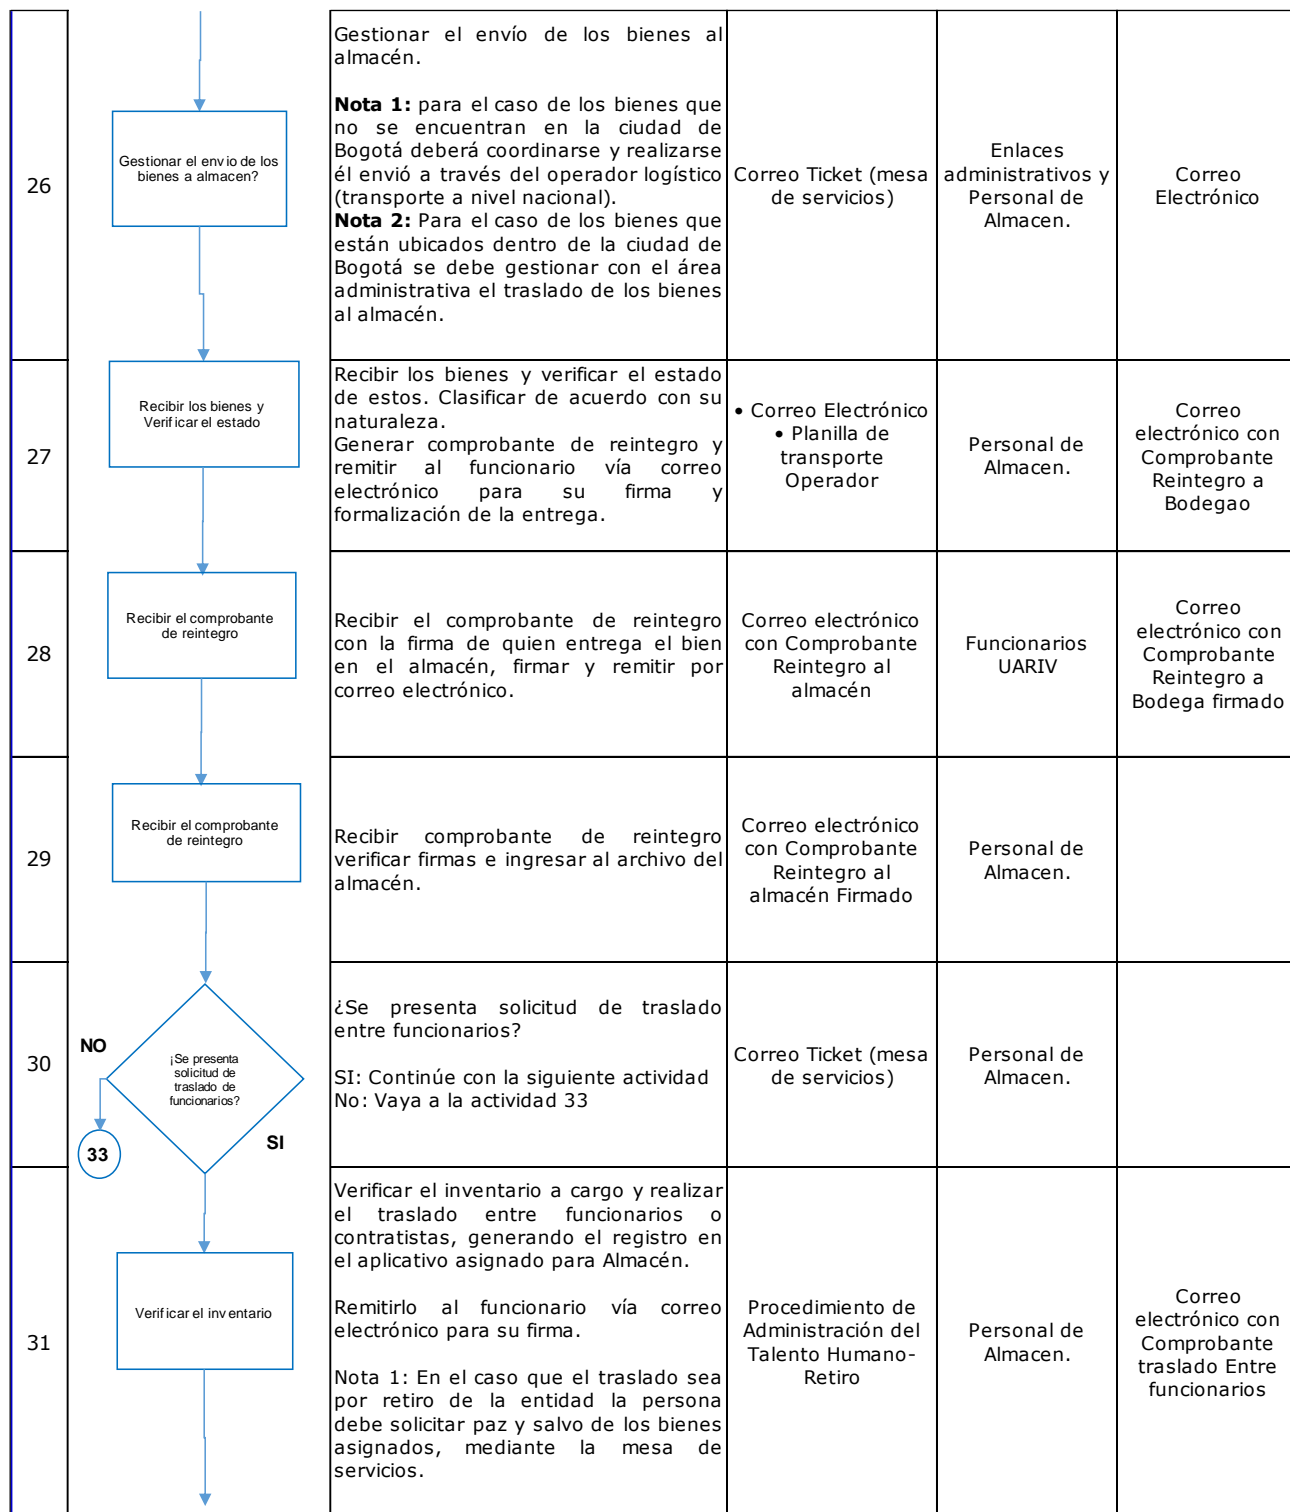 26
Gestionar el envio de los
bienes a almacen?
Gestionar el envío de los bienes al
almacén.
Nota 1: para el caso de los bienes que
no se encuentran en la ciudad de
Bogotá deberá coordinarse y realizarse
él envió a través del operador logístico
(transporte a nivel nacional).
Nota 2: Para el caso de los bienes que
están ubicados dentro de la ciudad de
Bogotá se debe gestionar con el área
administrativa el traslado de los bienes
al almacén.
Correo Ticket (mesa
de servicios)
Enlaces
administrativos y
Personal de
Almacen.
Correo
Electrónico
27
Recibir los bienes y
Verificar el estado
Recibir los bienes y verificar el estado
de estos. Clasificar de acuerdo con su
naturaleza.
Generar comprobante de reintegro y
remitir al funcionario vía correo
electrónico para su firma y
formalización de la entrega.
• Correo Electrónico
• Planilla de
transporte
Operador
Personal de
Almacen.
Correo
electrónico con
Comprobante
Reintegro a
Bodegao
28
Recibir el comprobante
de reintegro
Recibir el comprobante de reintegro
con la firma de quien entrega el bien
en el almacén, firmar y remitir por
correo electrónico.
Correo electrónico
con Comprobante
Reintegro al
almacén
Funcionarios
UARIV
Correo
electrónico con
Comprobante
Reintegro a
Bodega firmado
29
Recibir el comprobante
de reintegro
Recibir comprobante de reintegro
verificar firmas e ingresar al archivo del
almacén.
Correo electrónico
con Comprobante
Reintegro al
almacén Firmado
Personal de
Almacen.
30
NO
¡Se presenta
solicitud de
traslado de
funcionarios?
SI
33
¿Se presenta solicitud de traslado
entre funcionarios?
SI: Continúe con la siguiente actividad
No: Vaya a la actividad 33
Correo Ticket (mesa
de servicios)
Personal de
Almacen.
31
Verificar el inventario
Verificar el inventario a cargo y realizar
el traslado entre funcionarios o
contratistas, generando el registro en
el aplicativo asignado para Almacén.
Remitirlo al funcionario vía correo
electrónico para su firma.
Nota 1: En el caso que el traslado sea
por retiro de la entidad la persona
debe solicitar paz y salvo de los bienes
asignados, mediante la mesa de
servicios.
Procedimiento de
Administración del
Talento Humano-
Retiro
Personal de
Almacen.
Correo
electrónico con
Comprobante
traslado Entre
funcionarios